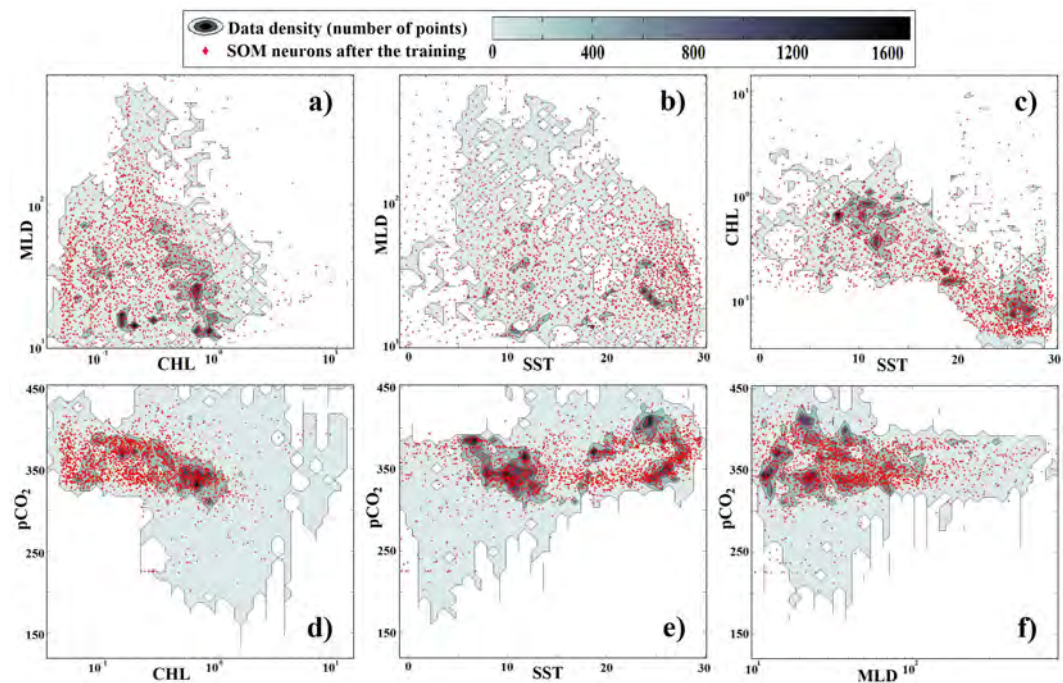 Data density (number of points)
SOM neurons after the training
0 400 800 1200 1600
a)
MLD
10²
10¹
10⁻¹ 10⁰ 10¹
CHL
b)
MLD
10²
10¹
0 10 20 30
SST
c)
CHL
10¹
10⁰
10¹
0 10 20 30
SST
d)
pCO₂
450
350
250
150
10⁻¹ 10⁰ 10¹
CHL
e)
pCO₂
450
350
250
150
0 10 20 30
SST
f)
pCO₂
450
350
250
150
10¹ 10²
MLD